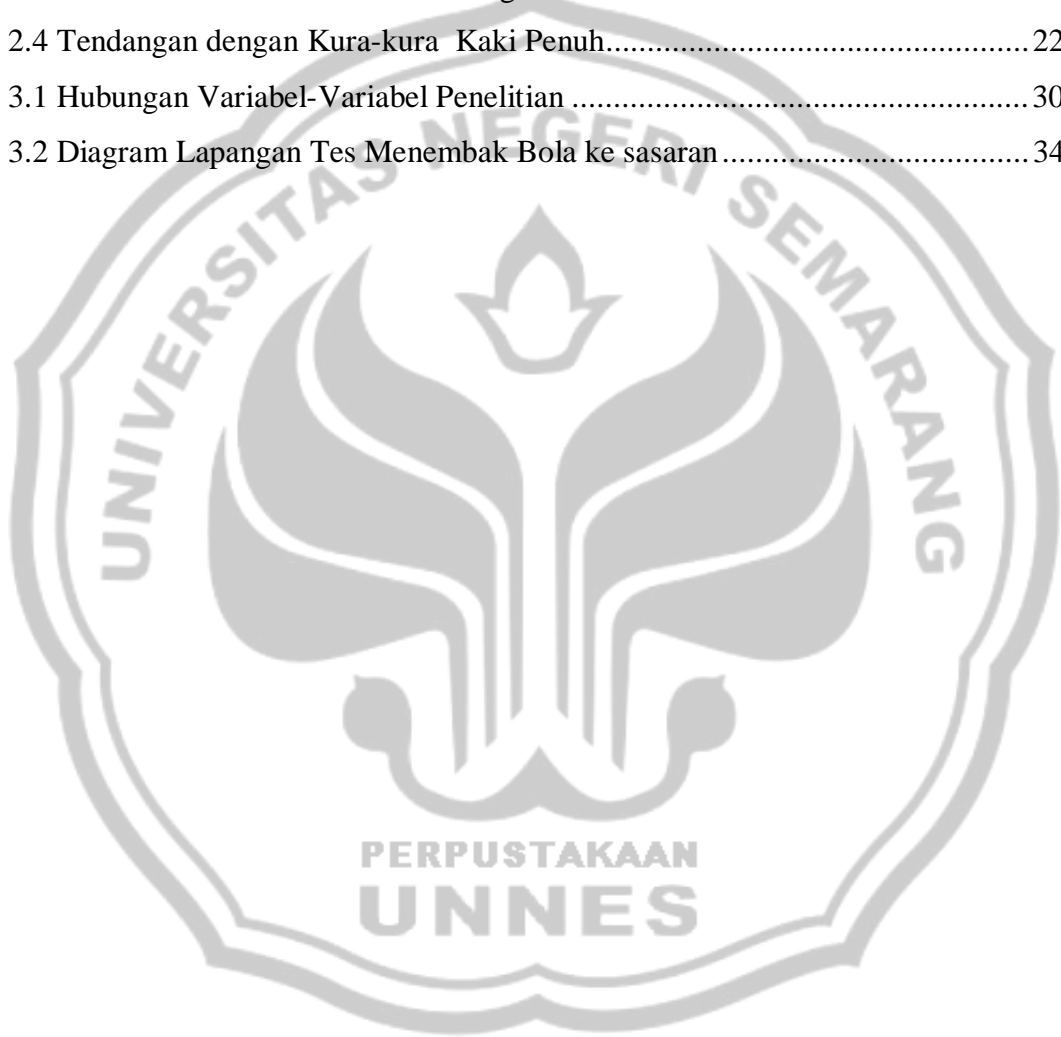 2.4 Tendangan dengan Kura-kura  Kaki Penuh.................................................. 22
3.1 Hubungan Variabel-Variabel Penelitian ....................................................... 30
3.2 Diagram Lapangan Tes Menembak Bola ke sasaran..................................... 34
UNIVERSITAS NEGERI SEMARANG
PERPUSTAKAAN
UNNES